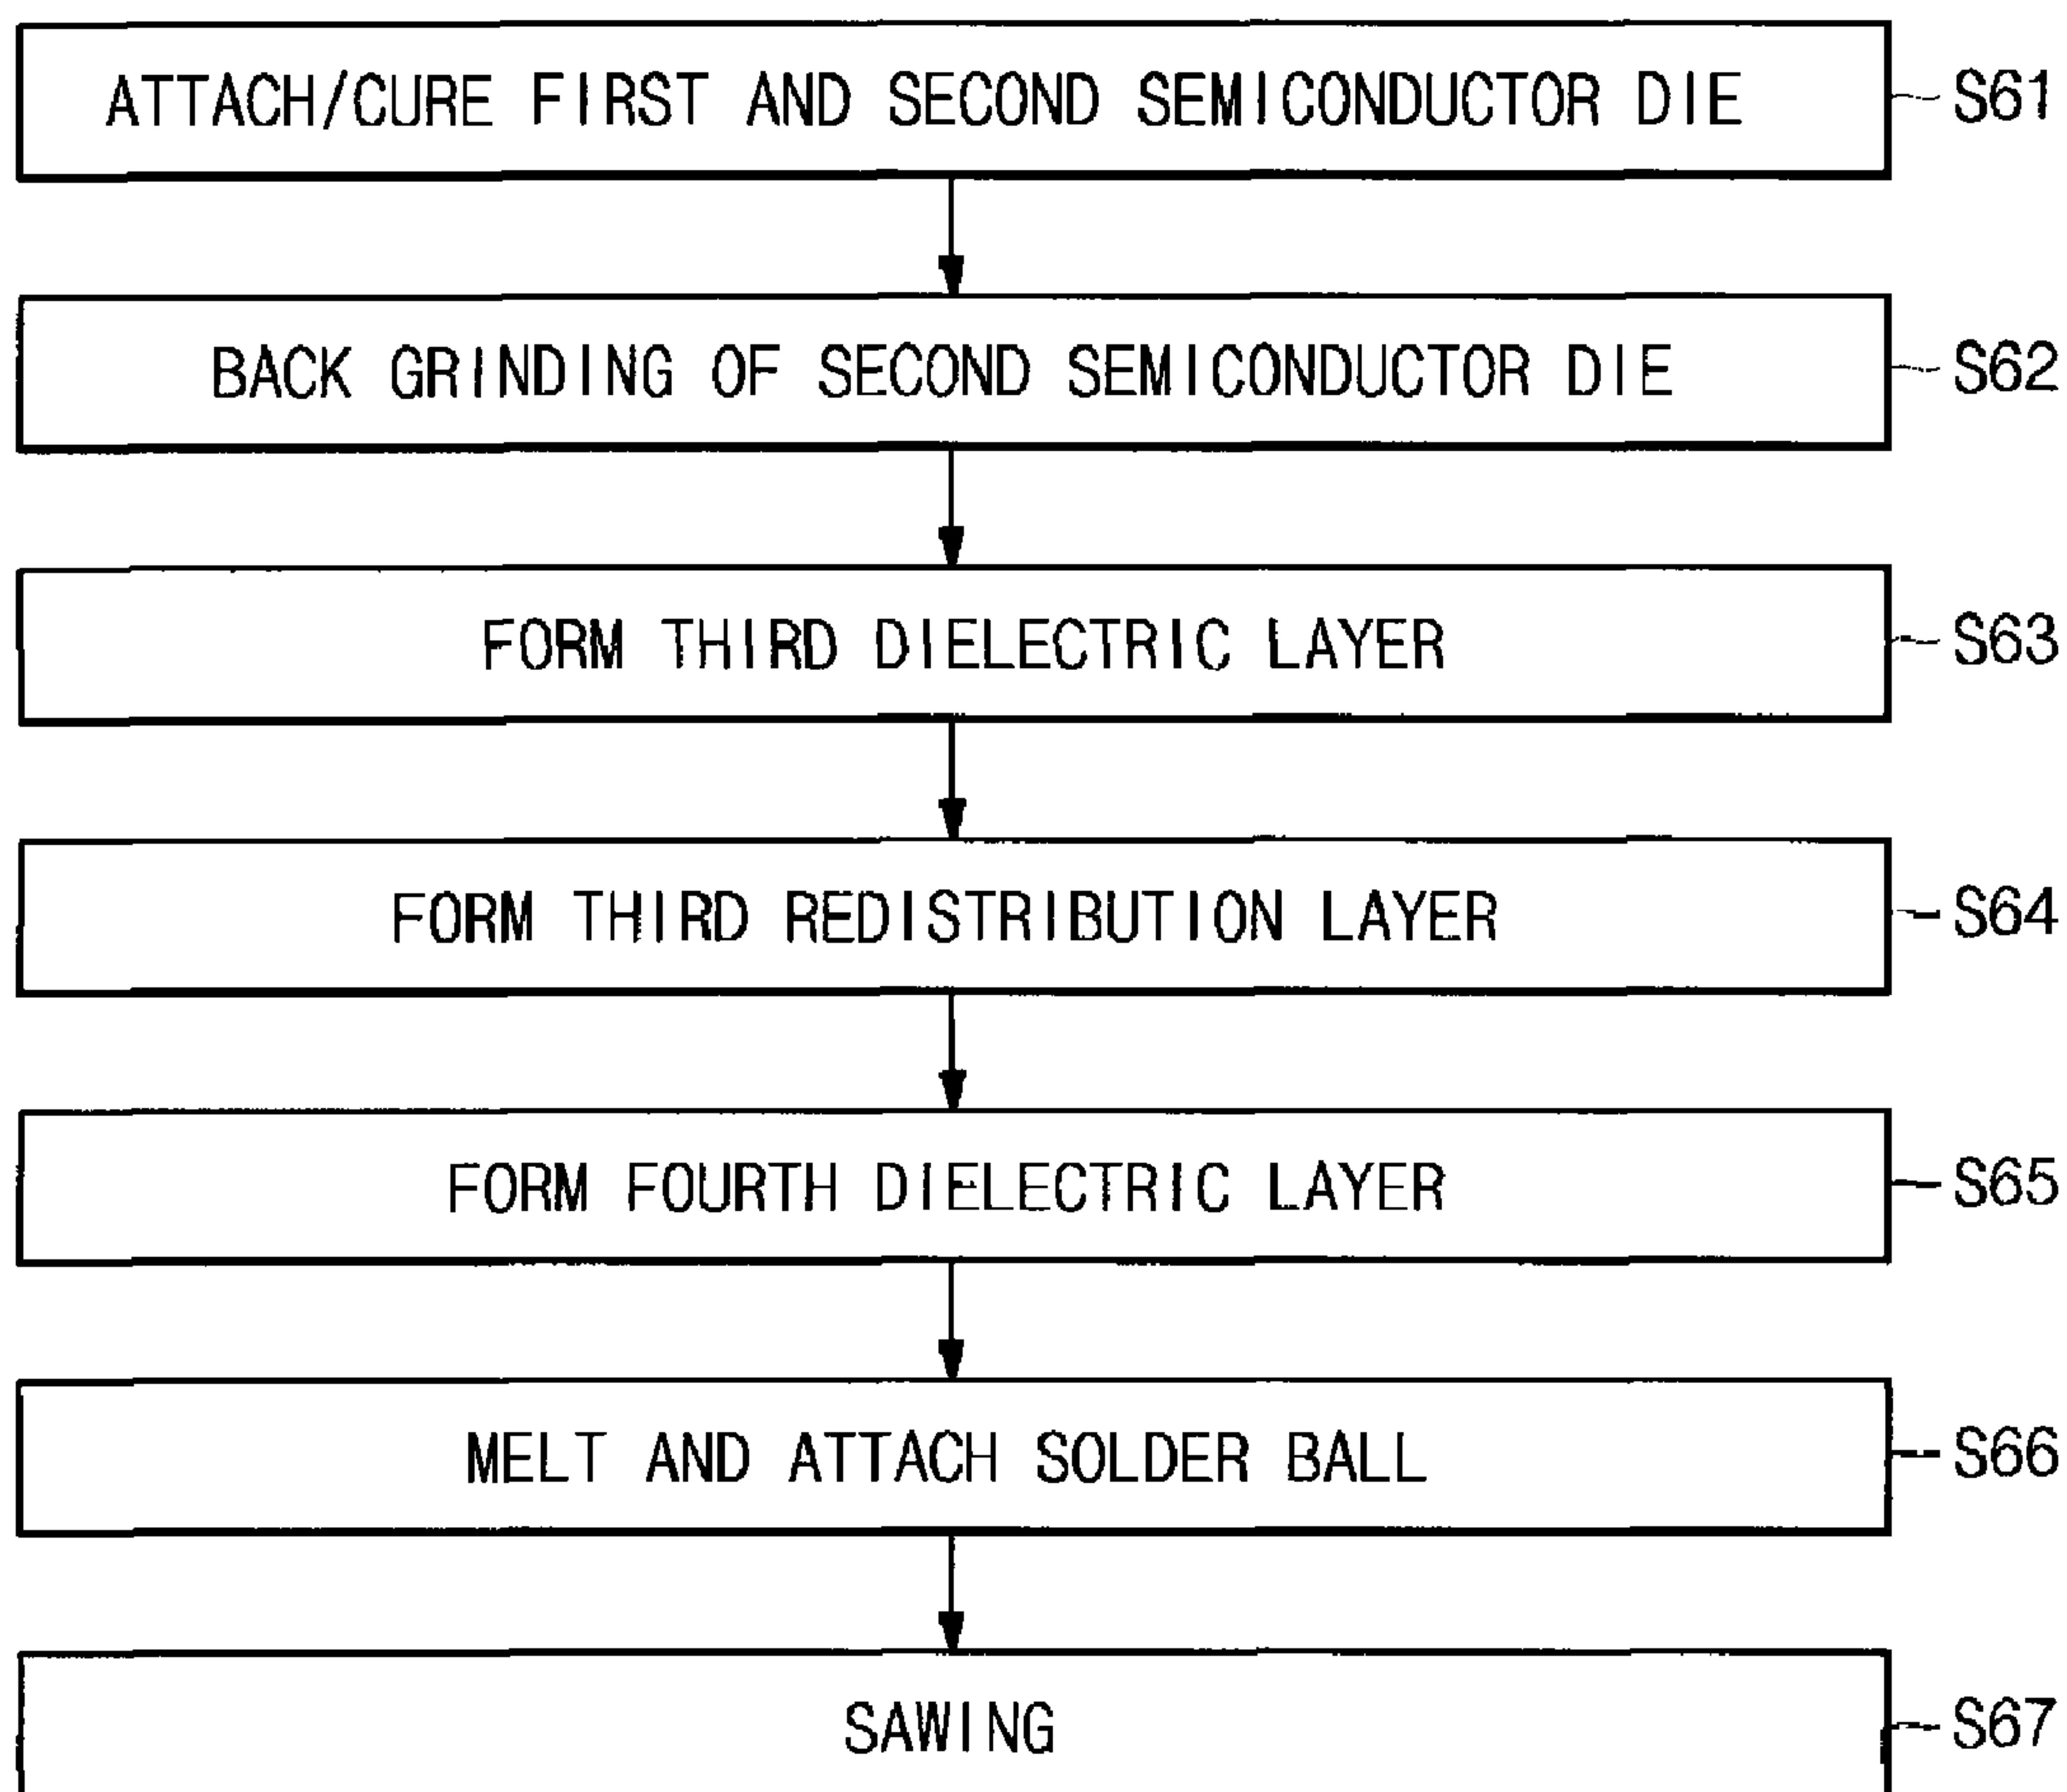 ATTACH/CURE FIRST AND SECOND SEMICONDUCTOR DIE S61
BACK GRINDING OF SECOND SEMICONDUCTOR DIE S62
FORM THIRD DIELECTRIC LAYER S63
FORM THIRD REDISTRIBUTION LAYER S64
FORM FOURTH DIELECTRIC LAYER S65
MELT AND ATTACH SOLDER BALL S66
SAWING S67